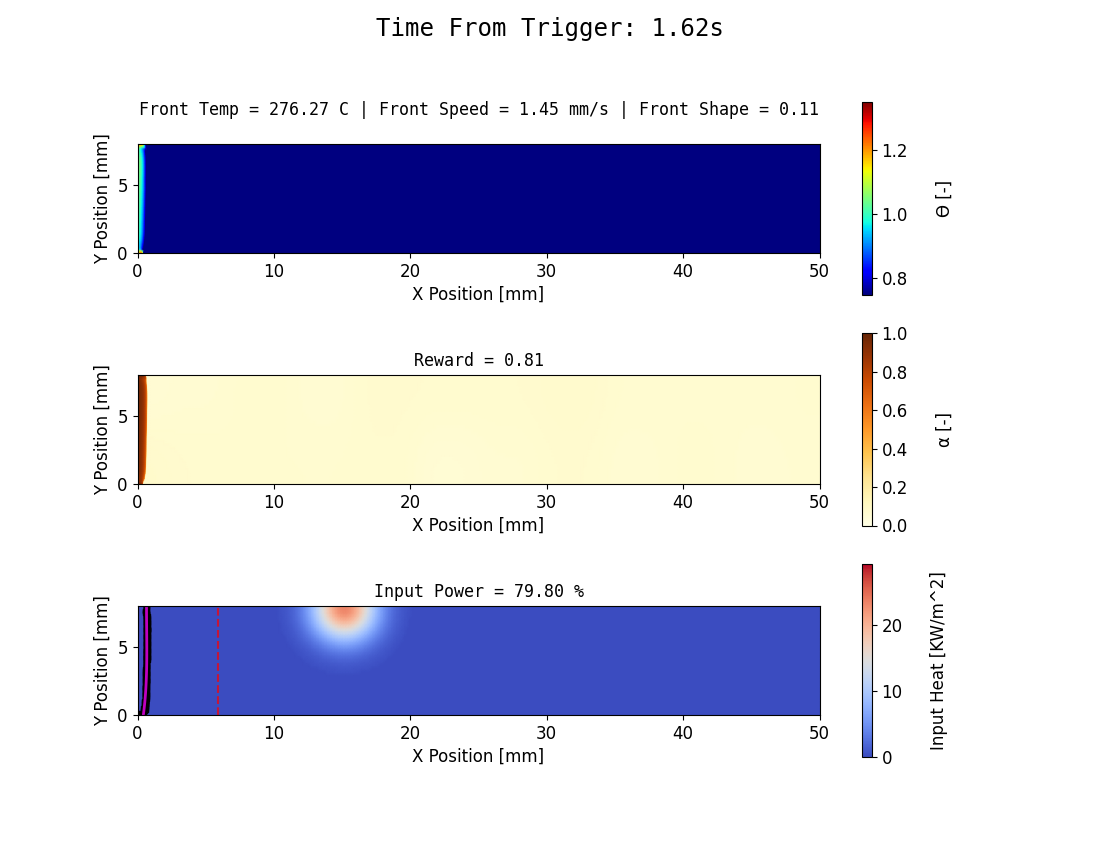 Time From Trigger: 1.62s
Front Temp = 276.27 C | Front Speed = 1.45 mm/s | Front Shape = 0.11
Y Position [mm]
5
0
0 10 20 30 40 50
X Position [mm]
1.2
1.0
0.8
Θ [-]
Reward = 0.81
Y Position [mm]
5
0
0 10 20 30 40 50
X Position [mm]
1.0
0.8
0.6
0.4
0.2
0.0
α [-]
Input Power = 79.80 %
Y Position [mm]
5
0
0 10 20 30 40 50
X Position [mm]
20
10
0
Input Heat [KW/m^2]